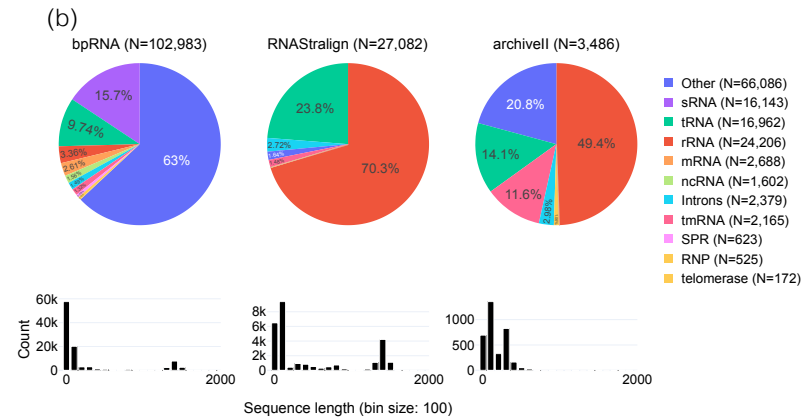 (b)
bpRNA (N=102,983)
RNAStralign (N=27,082)
archiveII (N=3,486)
15.7%
9.74%
3.36%
2.61%
63%
23.8%
2.72%
70.3%
20.8%
14.1%
11.6%
2.98%
49.4%
Other (N=66,086)
sRNA (N=16,143)
tRNA (N=16,962)
rRNA (N=24,206)
mRNA (N=2,688)
ncRNA (N=1,602)
Introns (N=2,379)
tmRNA (N=2,165)
SPR (N=623)
RNP (N=525)
telomerase (N=172)
Count
60k
40k
20k
0
0
2000
8k
6k
4k
2k
0
0
2000
1000
500
0
0
2000
Sequence length (bin size: 100)